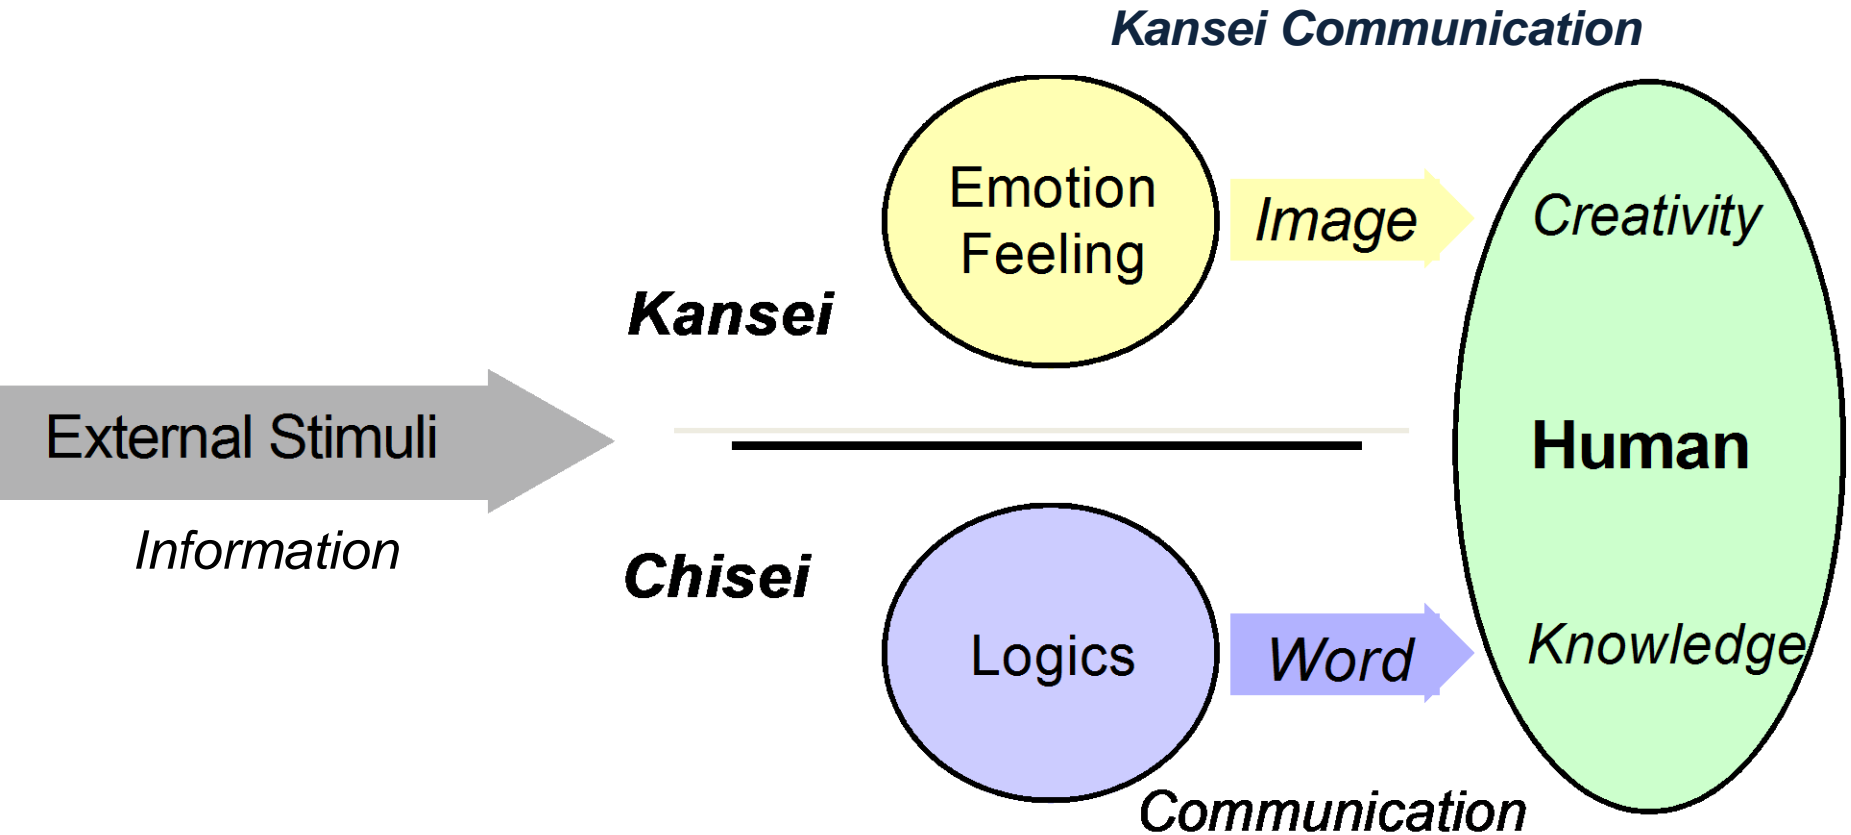 Kansei Communication
Emotion
Feeling
Image
Creativity
Kansei
External Stimuli
Human
Information
Chisei
Logics
Word
Knowledge
Communication